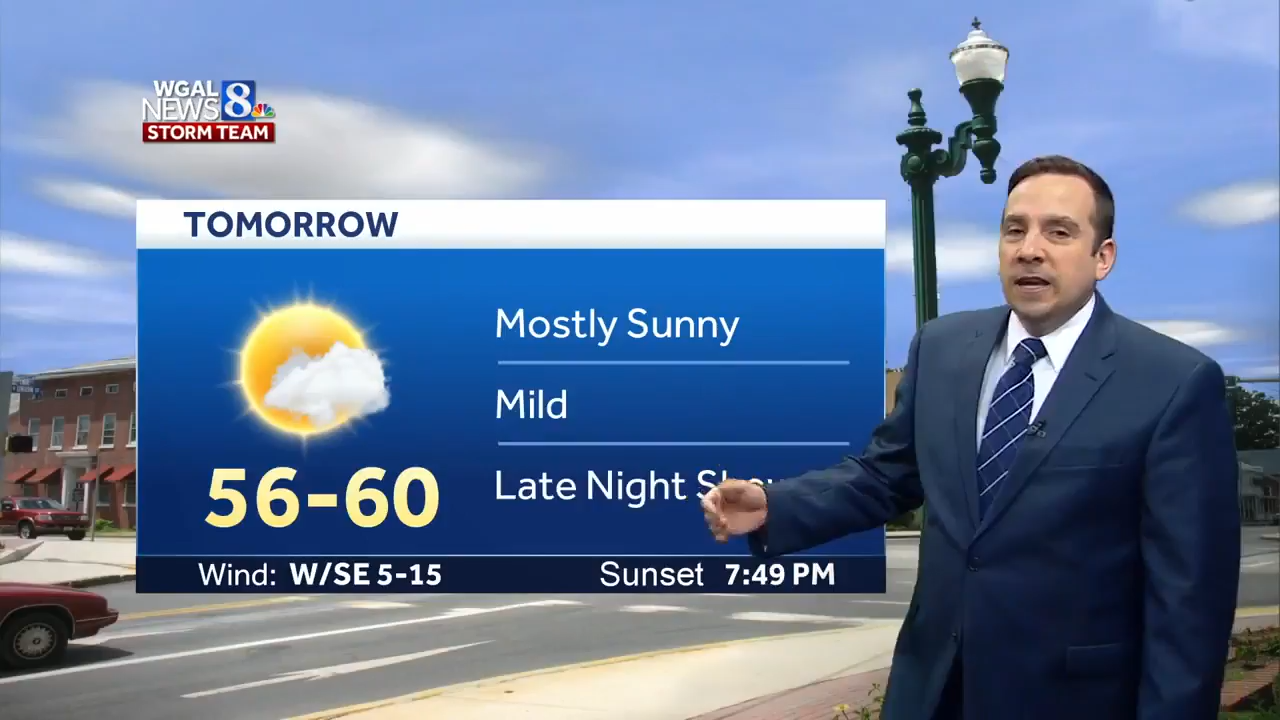 WGAL
NEWS 8
STORM TEAM
TOMORROW
Mostly Sunny
Mild
56-60
Late Night
Wind: W/SE 5-15
Sunset 7:49 PM